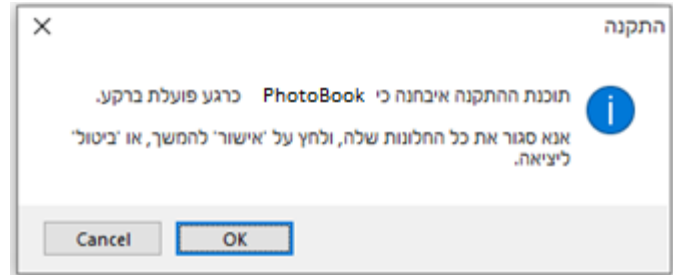 התקנה
תוכנת ההתקנה איבחנה כי PhotoBook כרגע פועלת ברקע.
אנא סגור את כל החלונות שלה, ולחץ על 'אישור' להמשך, או 'ביטול'
ליציאה.
OK
Cancel